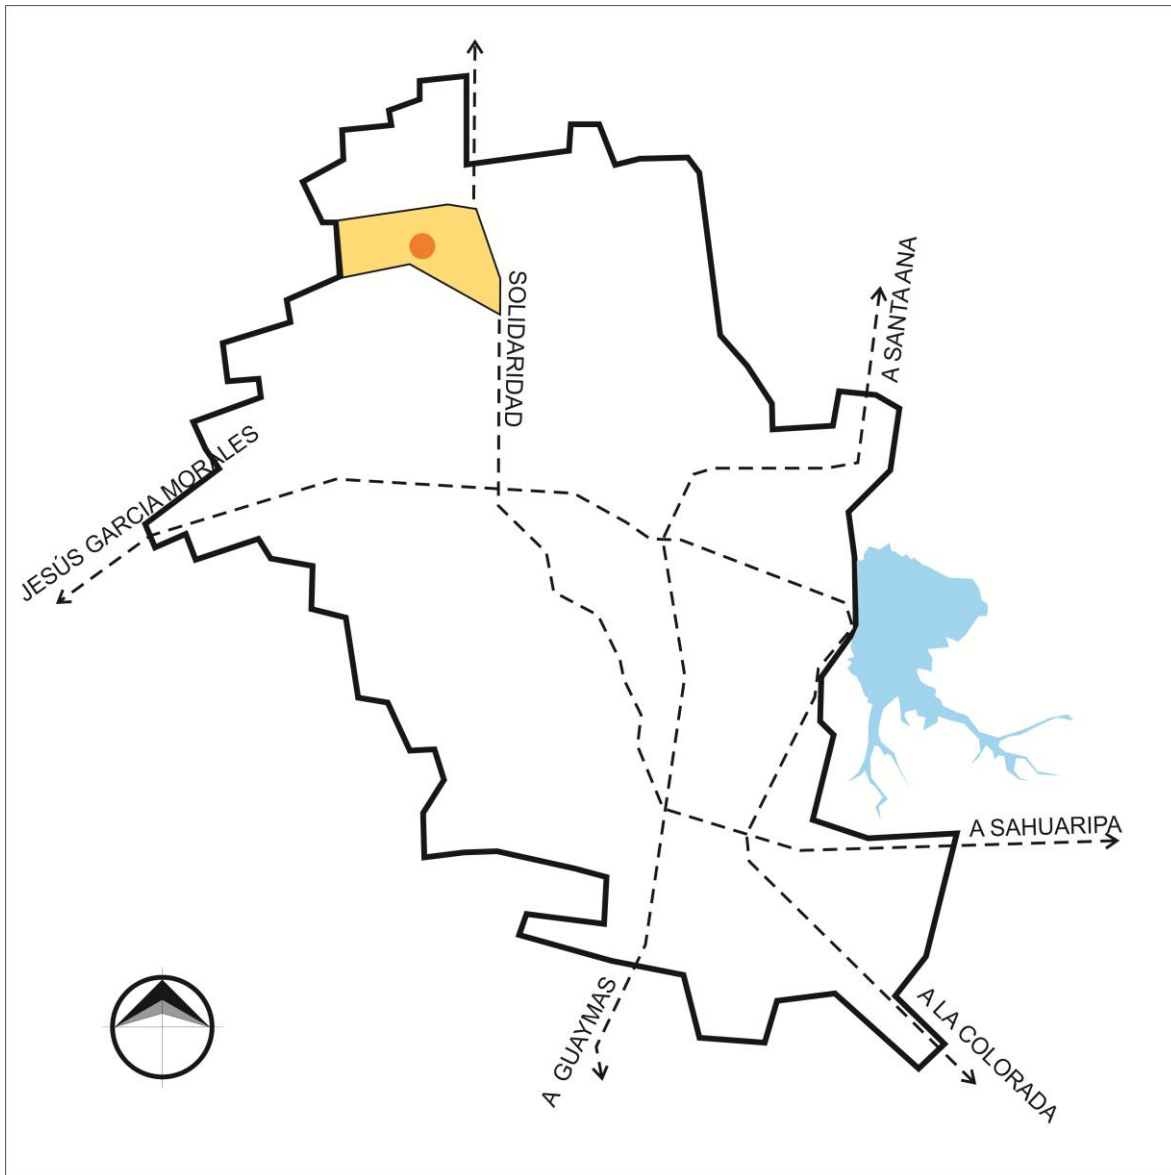 SOLIDARIDAD
A SANTA ANA
JESÚS GARCIA MORALES
A SAHUARIPA
A GUAYMAS
A LA COLORADA